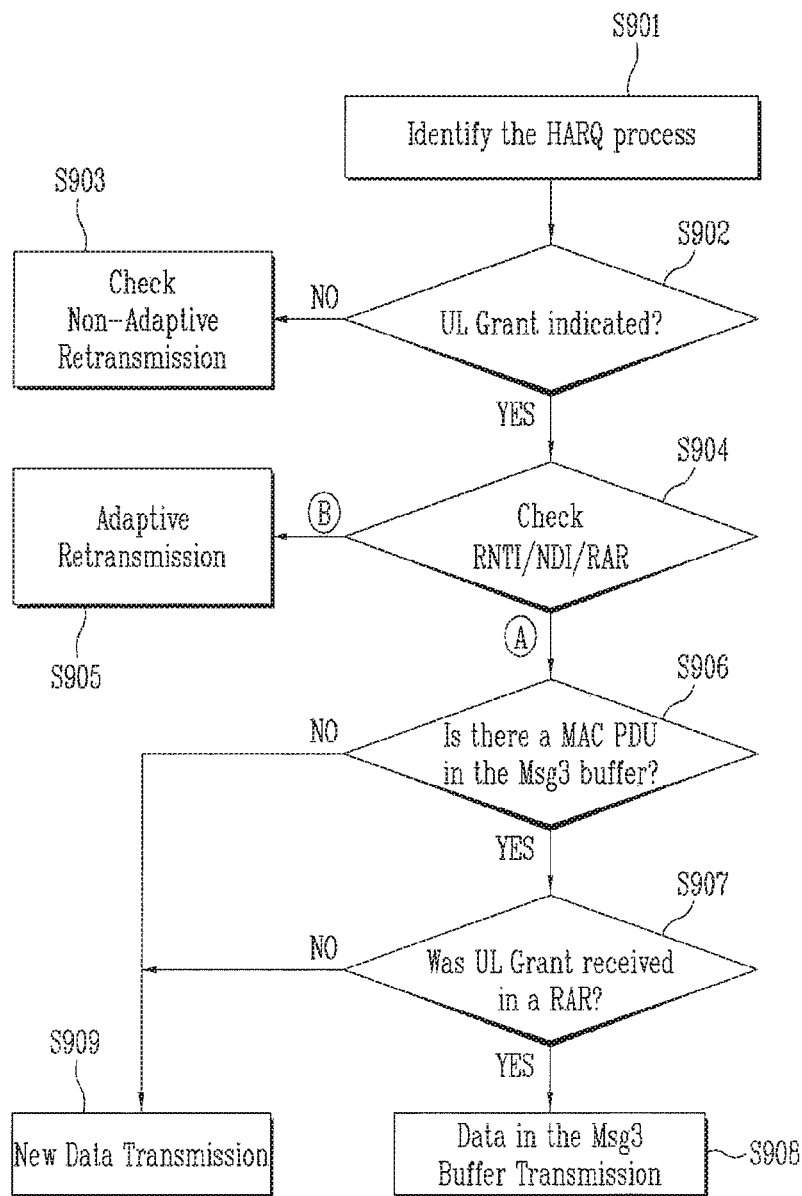 S901
Identify the HARQ process
S903
S902
Check
Non-Adaptive
Retransmission
NO
UL Grant indicated?
YES
S904
Adaptive
Retransmission
B
Check
RNTI/NDI/RAR
S905
A
S906
NO
Is there a MAC PDU
in the Msg3 buffer?
YES
S907
NO
Was UL Grant received
in a RAR?
S909
YES
New Data Transmission
Data in the Msg3
Buffer Transmission
S908